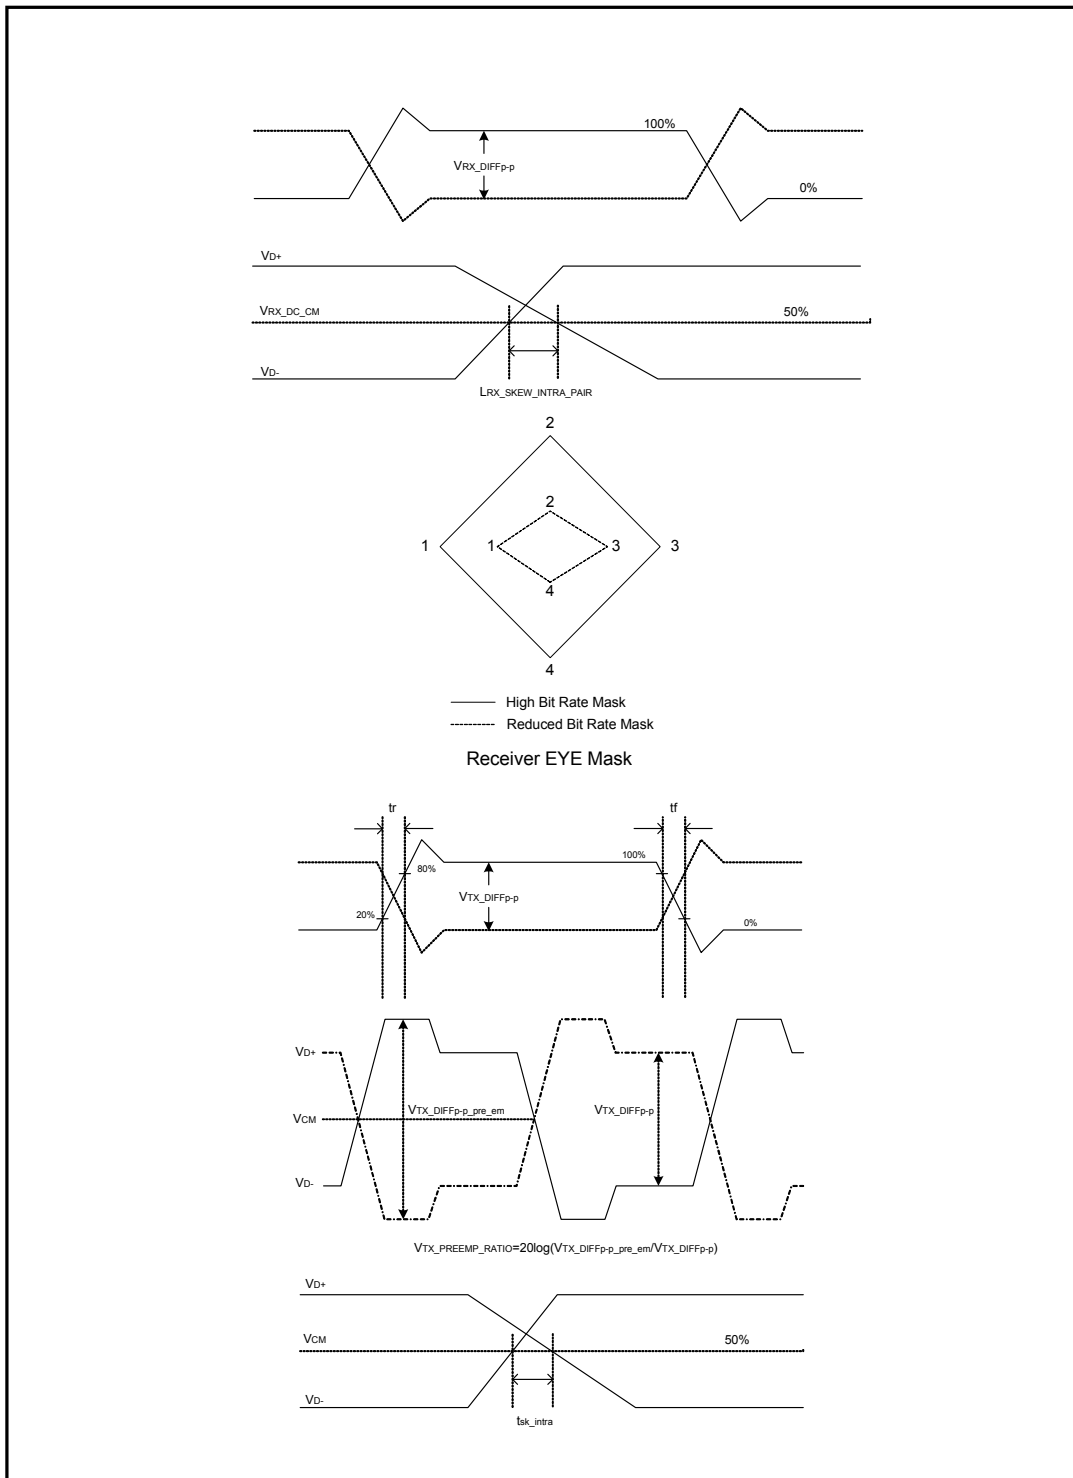 100%
VRX_DIFFp-p
0%
VD+
VRX_DC_CM
50%
VD-
LRX_SKEW_INTRA_PAIR
2
2
1
1
3
3
4
4
High Bit Rate Mask
Reduced Bit Rate Mask
Receiver EYE Mask
tr
tf
100%
80%
VTX_DIFFp-p
20%
0%
VD+
VTX_DIFFp-p_pre_em
VTX_DIFFp-p
VCM
VD-
VTX_PREEMP_RATIO=20log(VTX_DIFFp-p_pre_em/VTX_DIFFp-p)
VD+
VCM
50%
VD-
tsk_intra